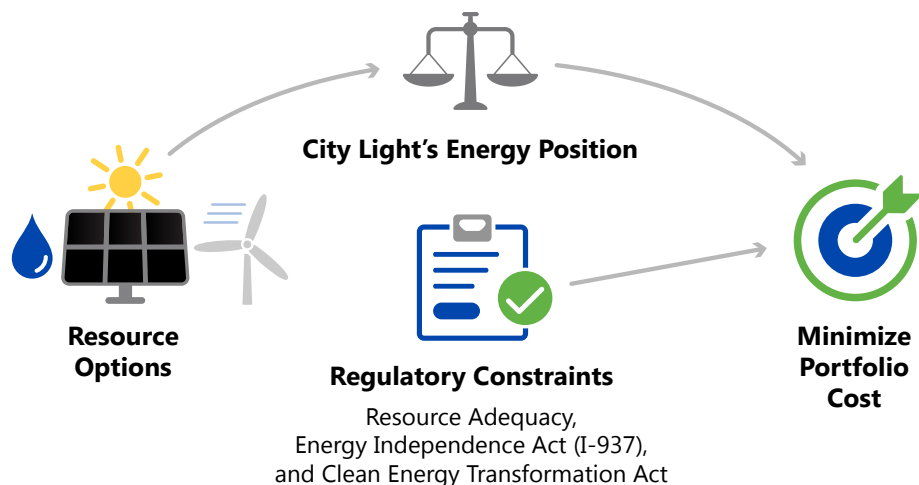 City Light’s Energy Position
Resource
Options
Regulatory Constraints
Resource Adequacy,
Energy Independence Act (I-937),
and Clean Energy Transformation Act
Minimize
Portfolio
Cost